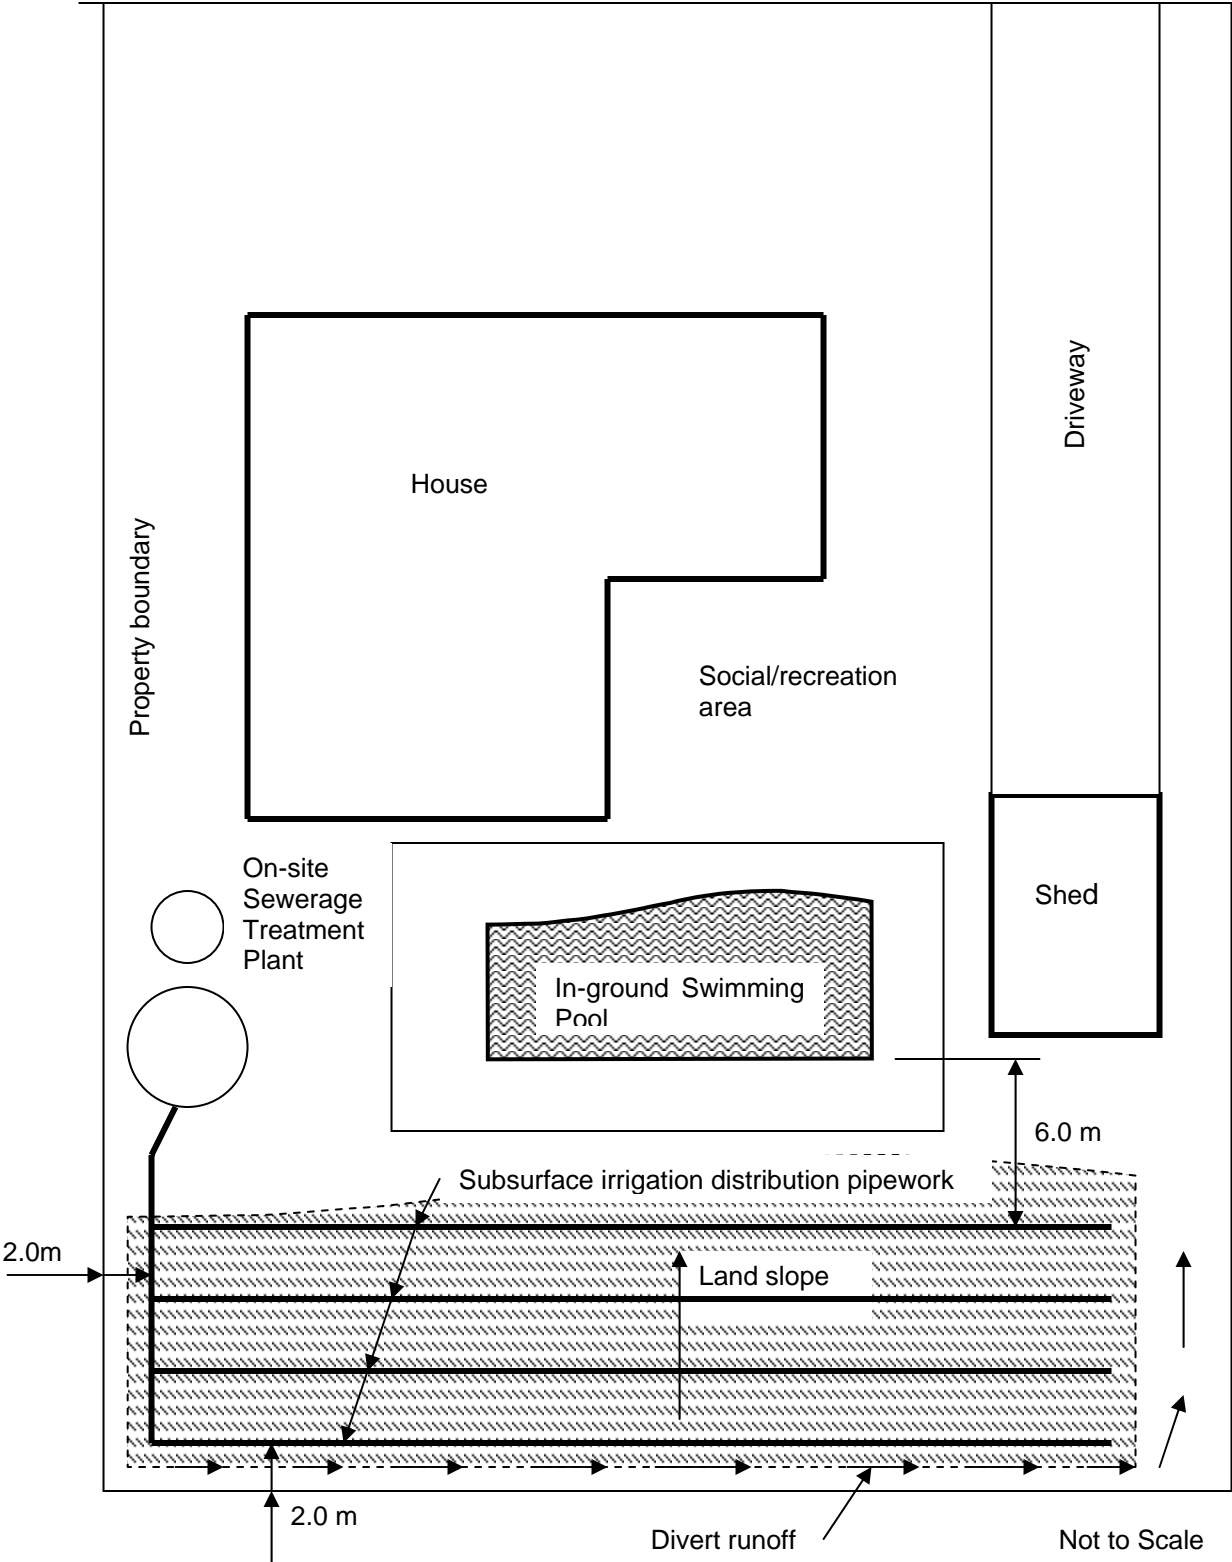 House
Driveway
Property boundary
Social/recreation
area
On-site
Sewerage
Treatment
Plant
Shed
In-ground Swimming
Pool
6.0 m
Subsurface irrigation distribution pipework
2.0m
Land slope
2.0 m
Divert runoff
Not to Scale